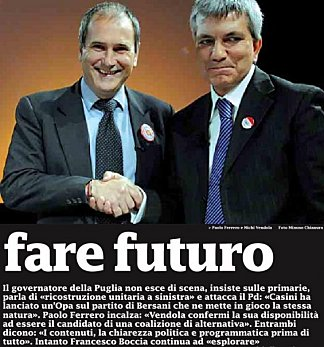 Paolo Ferrero e Nichi Vendola Foto Mimmo Chianura
fare futuro
Il governatore della Puglia non esce di scena, insiste sulle primarie,
parla di «ricostruzione unitaria a sinistra» e attacca il Pd: «Casini ha
lanciato un'Opa sul partito di Bersani che ne mette in gioco la stessa
natura». Paolo Ferrero incalza: «Vendola confermi la sua disponibilità
ad essere il candidato di una coalizione di alternativa». Entrambi
dicono: «I contenuti, la chiarezza politica e programmatica prima di
tutto». Intanto Francesco Boccia continua ad «esplorare»